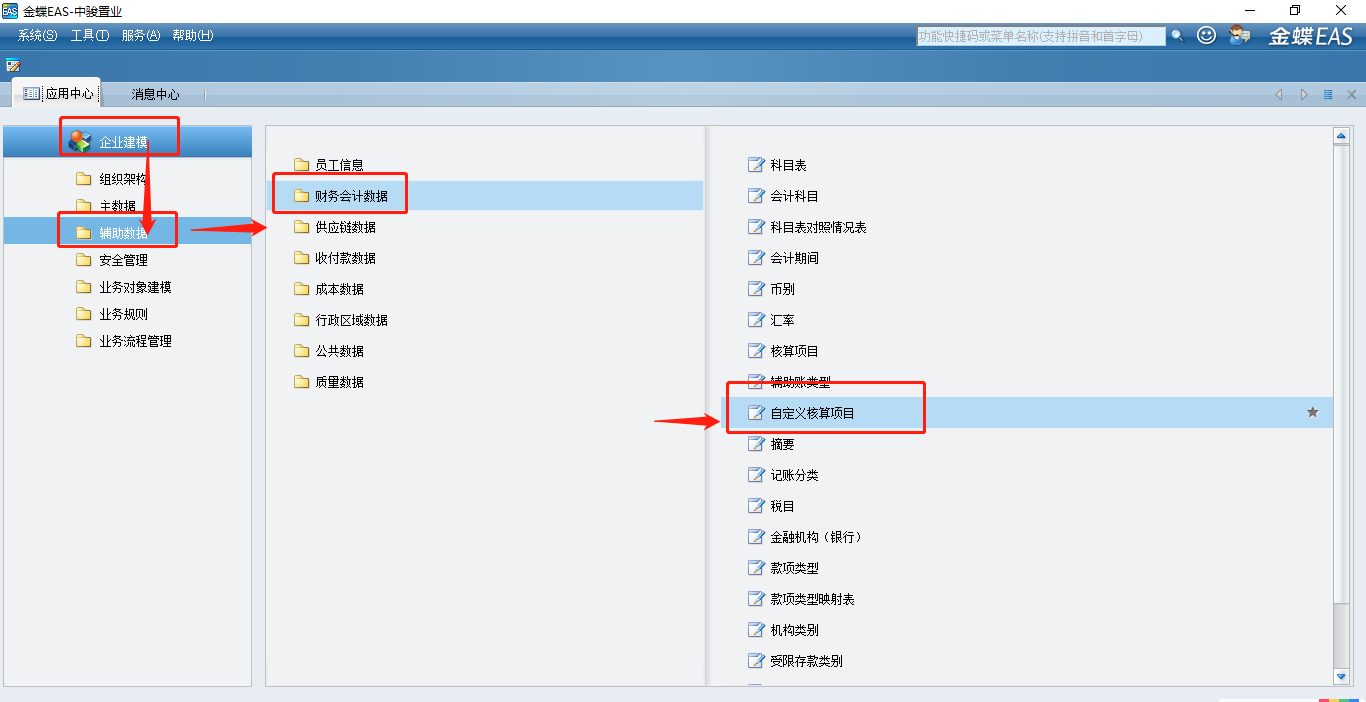 EAS 金蝶EAS-中骏置业
系统(S) 工具(T) 服务(A) 帮助(H)
功能快捷码或菜单名称(支持拼音和首字母)
金蝶EAS
应用中心 消息中心
企业建模
组织架构
主数据
辅助数据
安全管理
业务对象建模
业务规则
业务流程管理
员工信息
财务会计数据
供应链数据
收付款数据
成本数据
行政区域数据
公共数据
质量数据
科目表
会计科目
科目表对照情况表
会计期间
币别
汇率
核算项目
辅助账类型
自定义核算项目
摘要
记账分类
税目
金融机构（银行）
款项类型
款项类型映射表
机构类别
受限存款类别